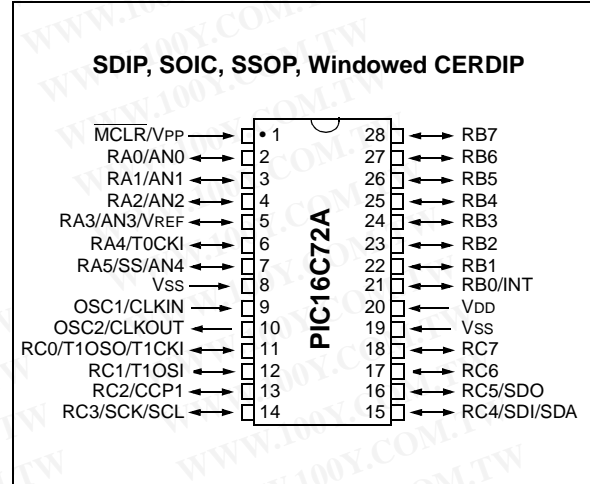 SDIP, SOIC, SSOP, Windowed CERDIP
MCLR/VPP 1 28 RB7
RA0/AN0 2 27 RB6
RA1/AN1 3 26 RB5
RA2/AN2 4 25 RB4
RA3/AN3/VREF 5 24 RB3
RA4/T0CKI 6 23 RB2
RA5/SS/AN4 7 22 RB1
VSS 8 21 RB0/INT
OSC1/CLKIN 9 20 VDD
OSC2/CLKOUT 10 19 VSS
RC0/T1OSO/T1CKI 11 18 RC7
RC1/T1OSI 12 17 RC6
RC2/CCP1 13 16 RC5/SDO
RC3/SCK/SCL 14 15 RC4/SDI/SDA
PIC16C72A
WWW.100Y.COM.TW